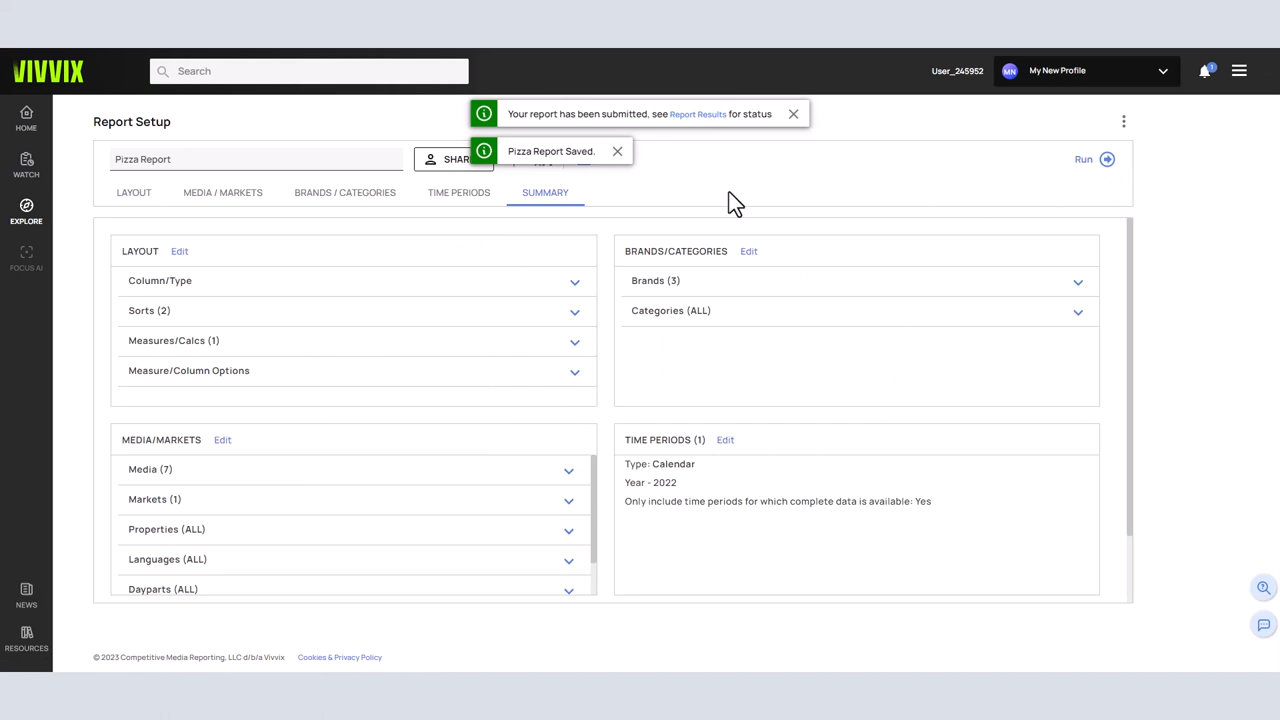 VIVVIX
Search
User_245952
MN
My New Profile
1
HOME
WATCH
EXPLORE
FOCUS AI
NEWS
RESOURCES
Report Setup
Your report has been submitted, see Report Results for status
Pizza Report Saved.
Pizza Report
SHARE
Run
LAYOUT
MEDIA / MARKETS
BRANDS / CATEGORIES
TIME PERIODS
SUMMARY
LAYOUT Edit
Column/Type
Sorts (2)
Measures/Calcs (1)
Measure/Column Options
BRANDS/CATEGORIES Edit
Brands (3)
Categories (ALL)
MEDIA/MARKETS Edit
Media (7)
Markets (1)
Properties (ALL)
Languages (ALL)
Dayparts (ALL)
TIME PERIODS (1) Edit
Type: Calendar
Year - 2022
Only include time periods for which complete data is available: Yes
© 2023 Competitive Media Reporting, LLC d/b/a Vivvix Cookies & Privacy Policy